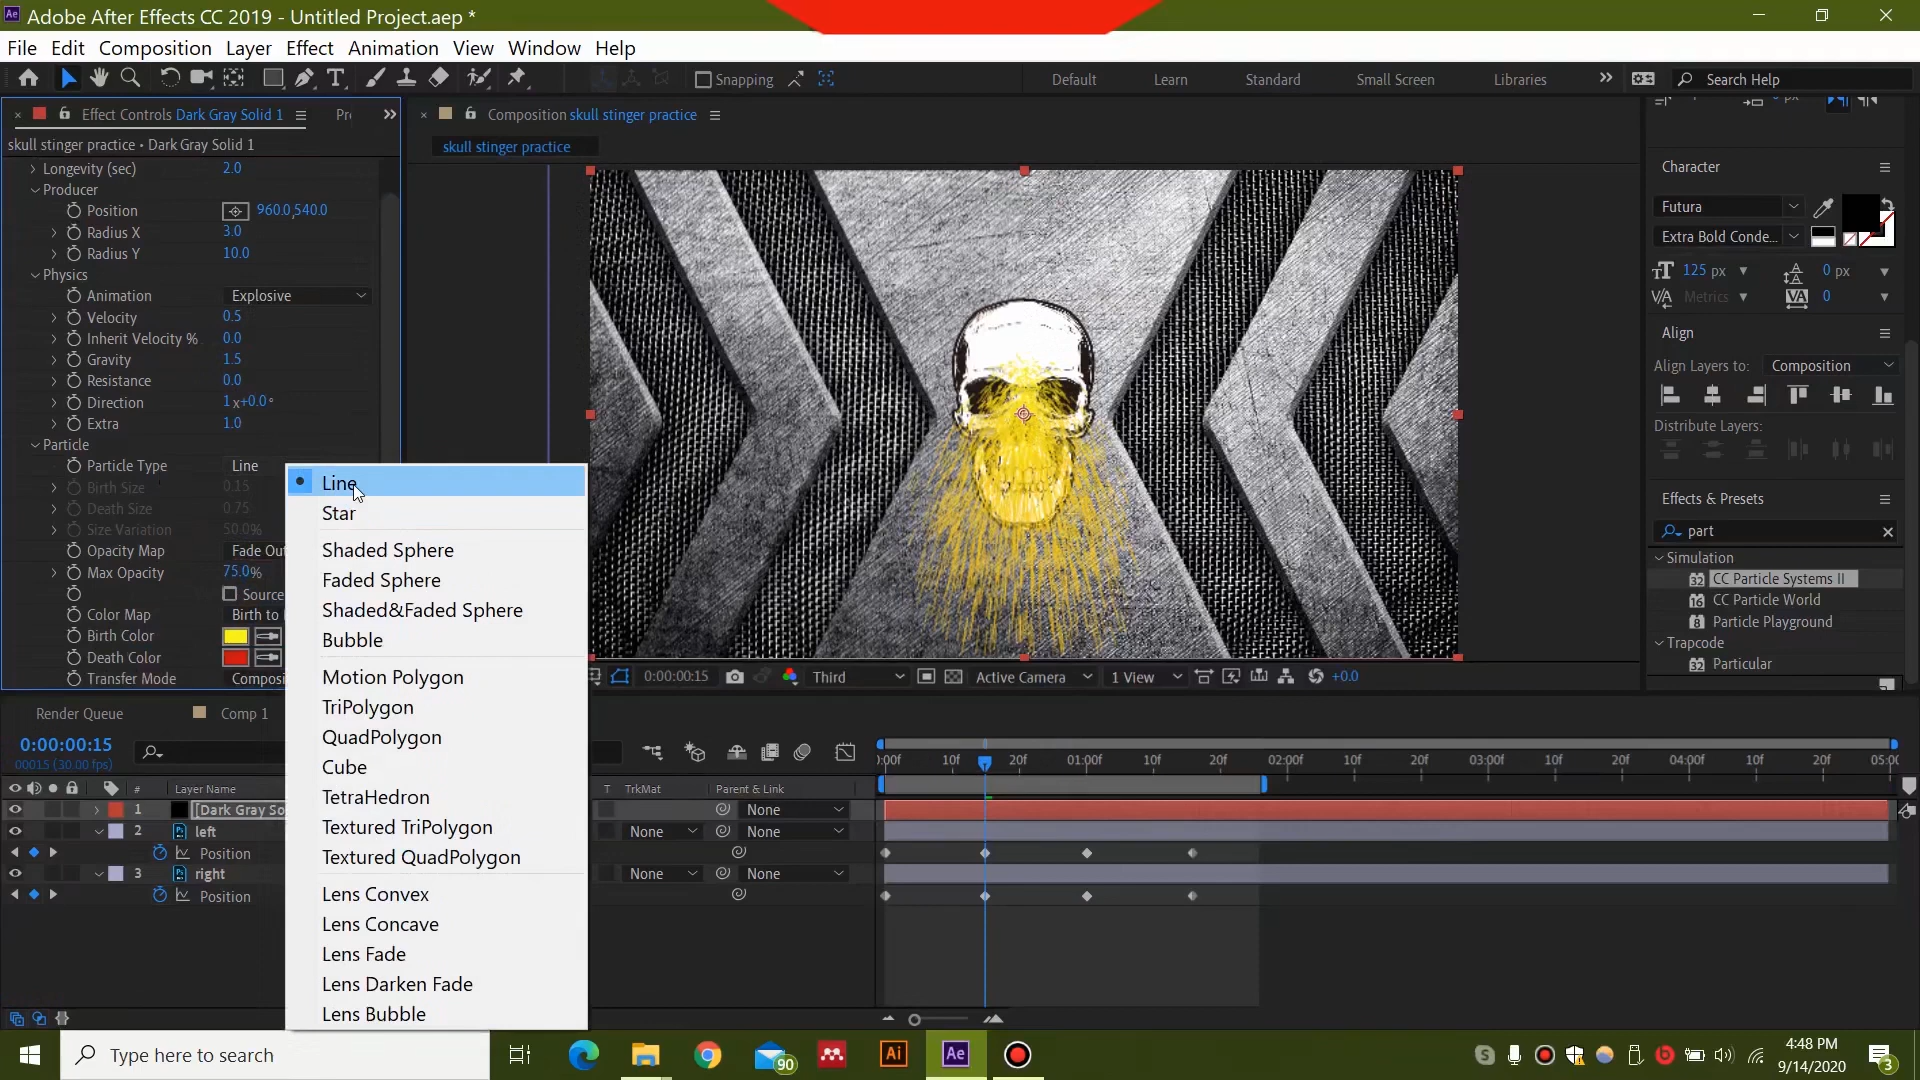 Adobe After Effects CC 2019 - Untitled Project.aep *
File Edit Composition Layer Effect Animation View Window Help
Snapping
Default Learn Standard Small Screen Libraries
Search Help
Effect Controls Dark Gray Solid 1
Composition skull stinger practice
skull stinger practice • Dark Gray Solid 1
skull stinger practice
Longevity (sec) 2.0
Producer
Position 960.0,540.0
Radius X 3.0
Radius Y 10.0
Physics
Animation Explosive
Velocity 0.5
Inherit Velocity % 0.0
Gravity 1.5
Resistance 0.0
Direction 1x+0.0°
Extra 1.0
Particle
Particle Type Line
Birth Size 0.15
Death Size 0.75
Size Variation 50.0%
Opacity Map Fade Out
Max Opacity 75.0%
Source
Color Map Birth to
Birth Color
Death Color
Transfer Mode Composi
Line
Star
Shaded Sphere
Faded Sphere
Shaded&Faded Sphere
Bubble
Motion Polygon
TriPolygon
QuadPolygon
Cube
TetraHedron
Textured TriPolygon
Textured QuadPolygon
Lens Convex
Lens Concave
Lens Fade
Lens Darken Fade
Lens Bubble
0:00:00:15 Third Active Camera 1 View +0.0
px
Character
Futura
Extra Bold Conde...
125 px 0 px
Metrics 0
Align
Align Layers to: Composition
Distribute Layers:
Effects & Presets
part
Simulation
32 CC Particle Systems II
16 CC Particle World
8 Particle Playground
Trapcode
32 Particular
Render Queue Comp 1
0:00:00:15
00015 (30.00 fps)
# Layer Name T TrkMat Parent & Link
1 [Dark Gray So None
2 left None None
Position
3 right None None
Position
):00f 10f 20f 01:00f 10f 20f 02:00f 10f 20f 03:00f 10f 20f 04:00f 10f 20f 05:00
Type here to search
90
Ai
Ae
4:48 PM
9/14/2020
3